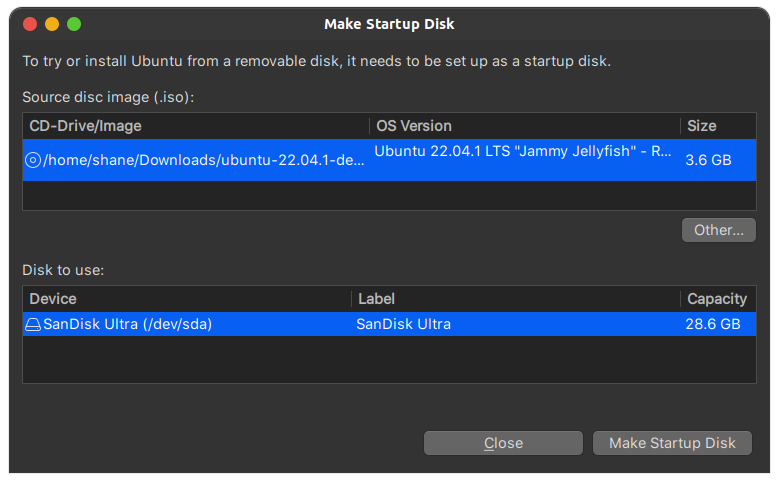 Make Startup Disk
To try or install Ubuntu from a removable disk, it needs to be set up as a startup disk.
Source disc image (.iso):
CD-Drive/Image OS Version Size
/home/shane/Downloads/ubuntu-22.04.1-de... Ubuntu 22.04.1 LTS "Jammy Jellyfish" - R... 3.6 GB
Other...
Disk to use:
Device Label Capacity
SanDisk Ultra (/dev/sda) SanDisk Ultra 28.6 GB
Close Make Startup Disk